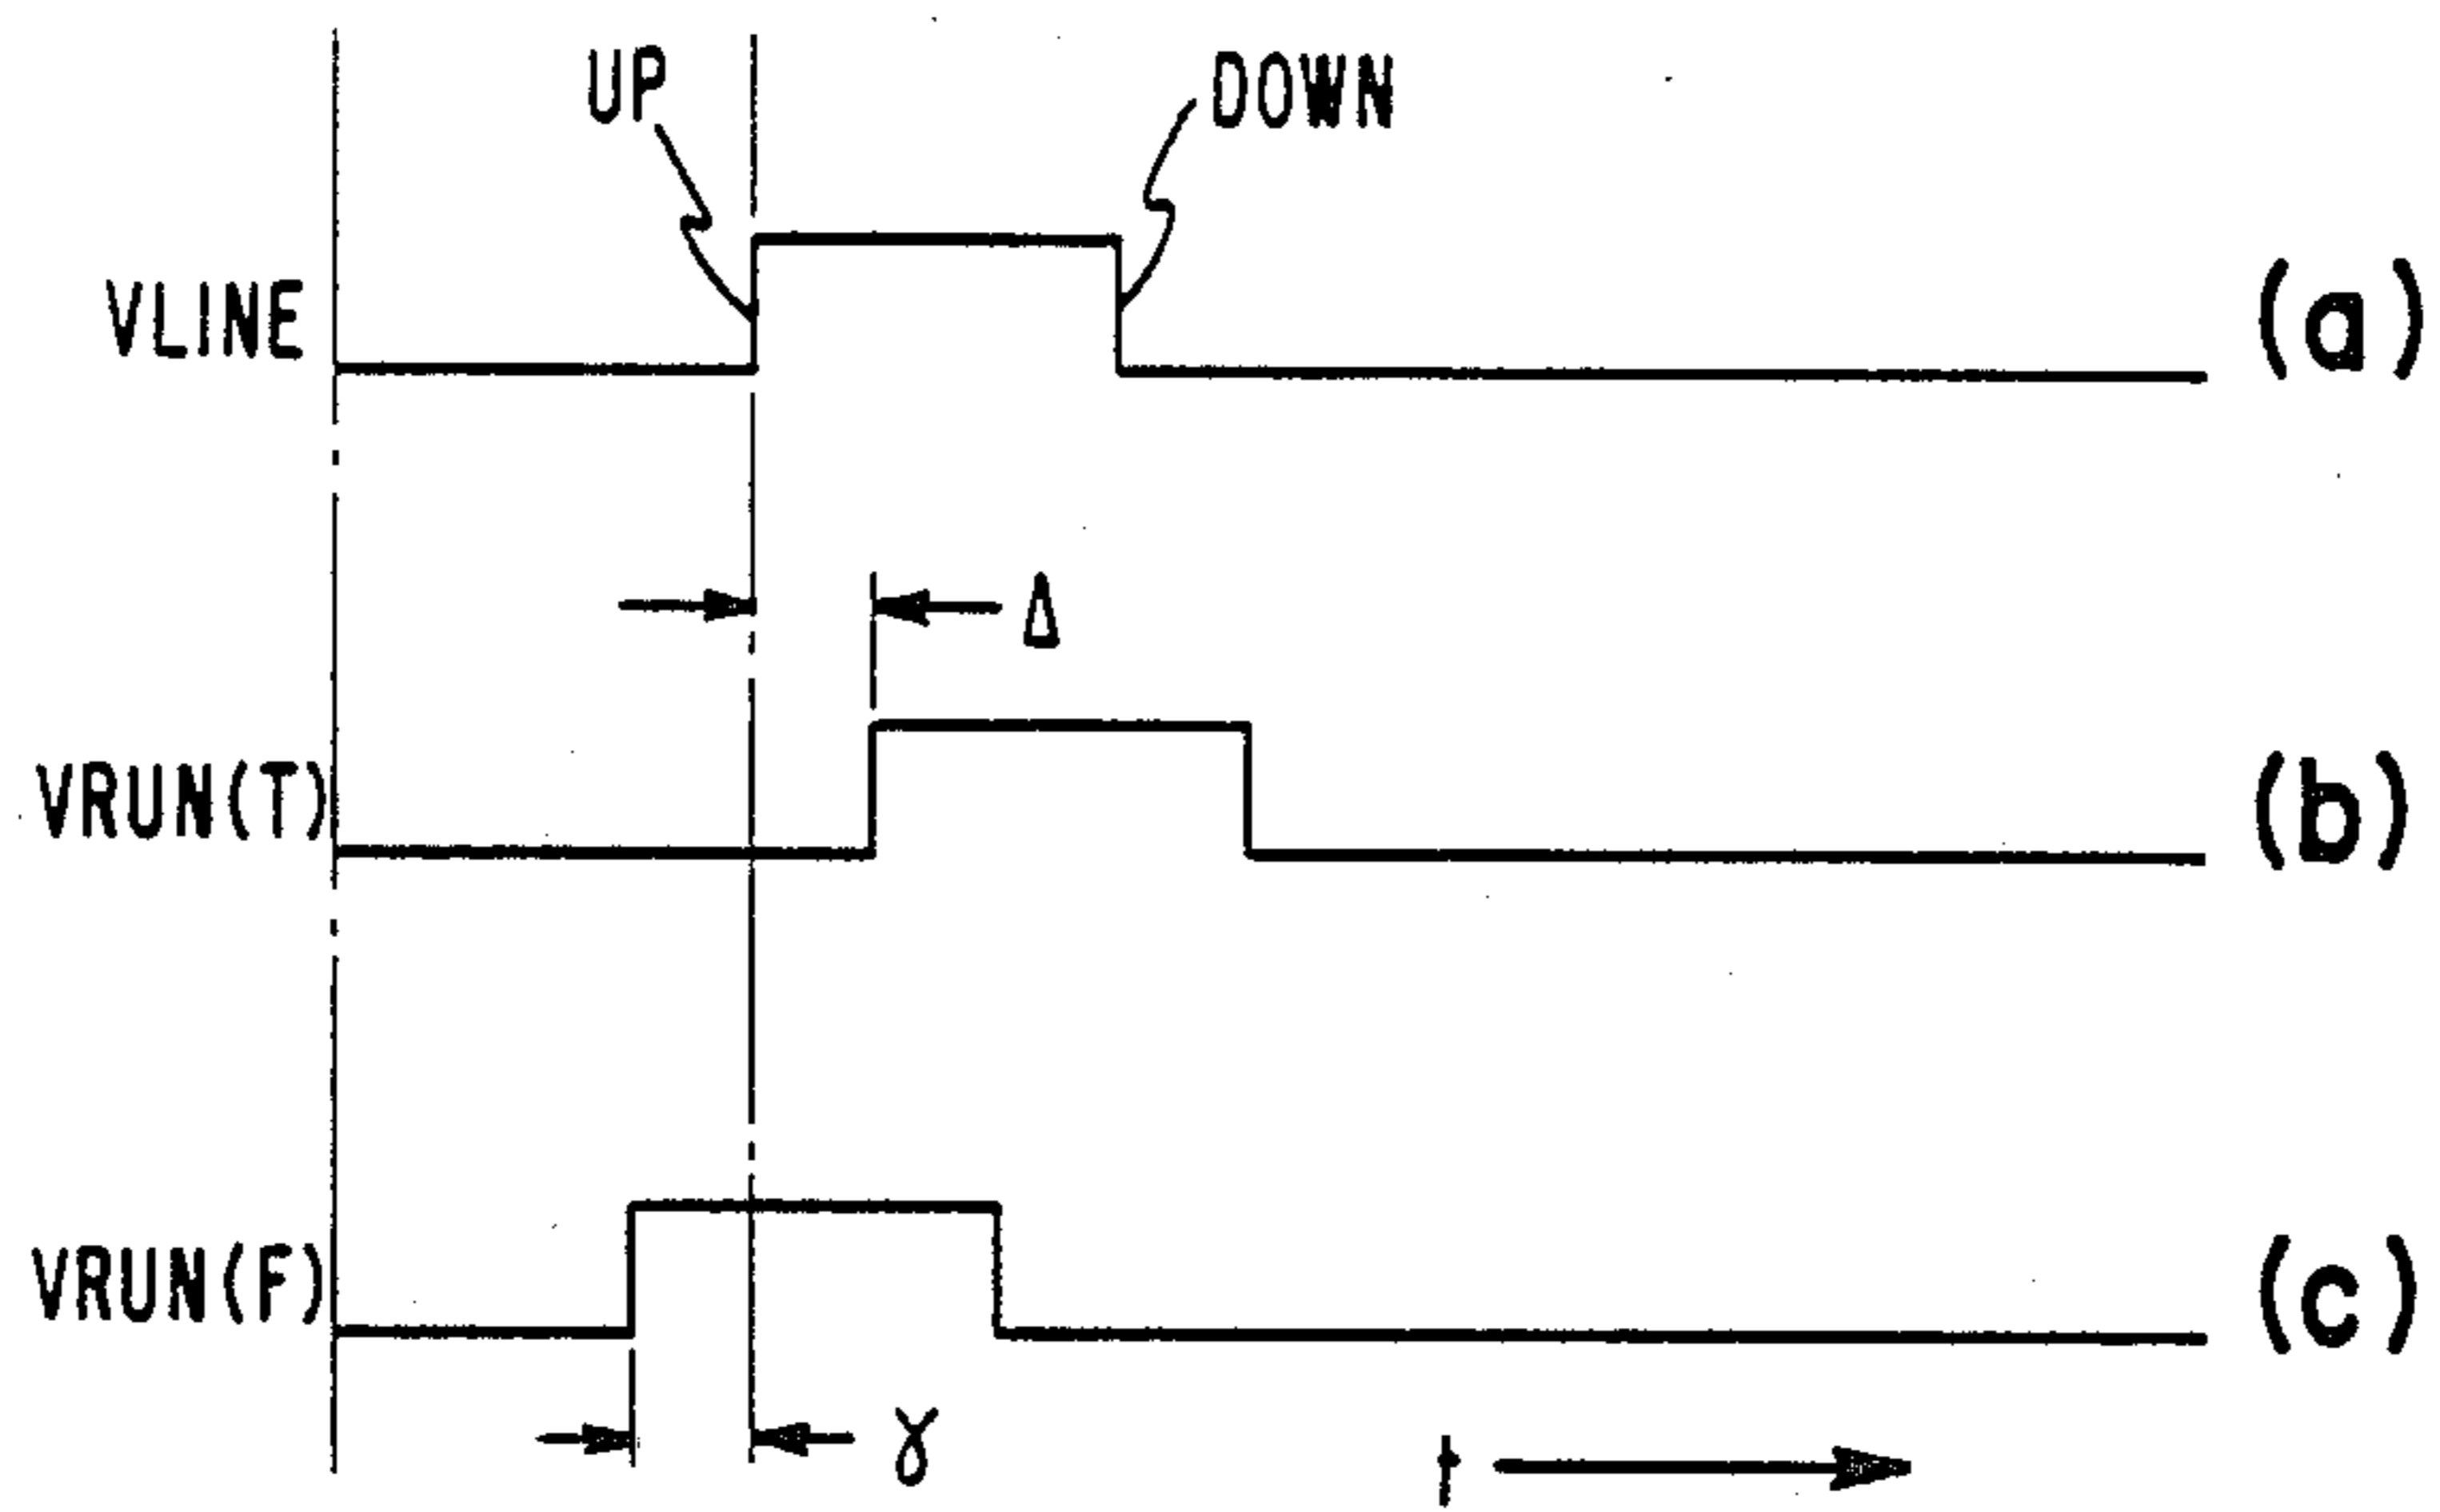 UP
DOWN
VLINE
(a)
Δ
VRUN(T)
(b)
VRUN(F)
(c)
γ
t